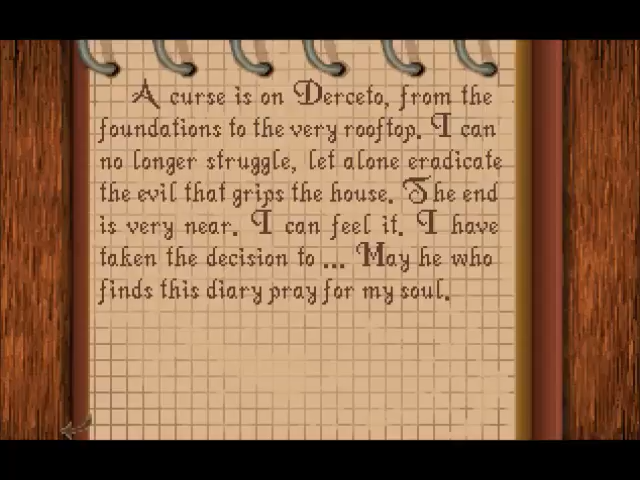 A curse is on Derceto, from the
foundations to the very rooftop. I can
no longer struggle, let alone eradicate
the evil that grips the house. The end
is very near. I can feel it. I have
taken the decision to ... May he who
finds this diary pray for my soul.